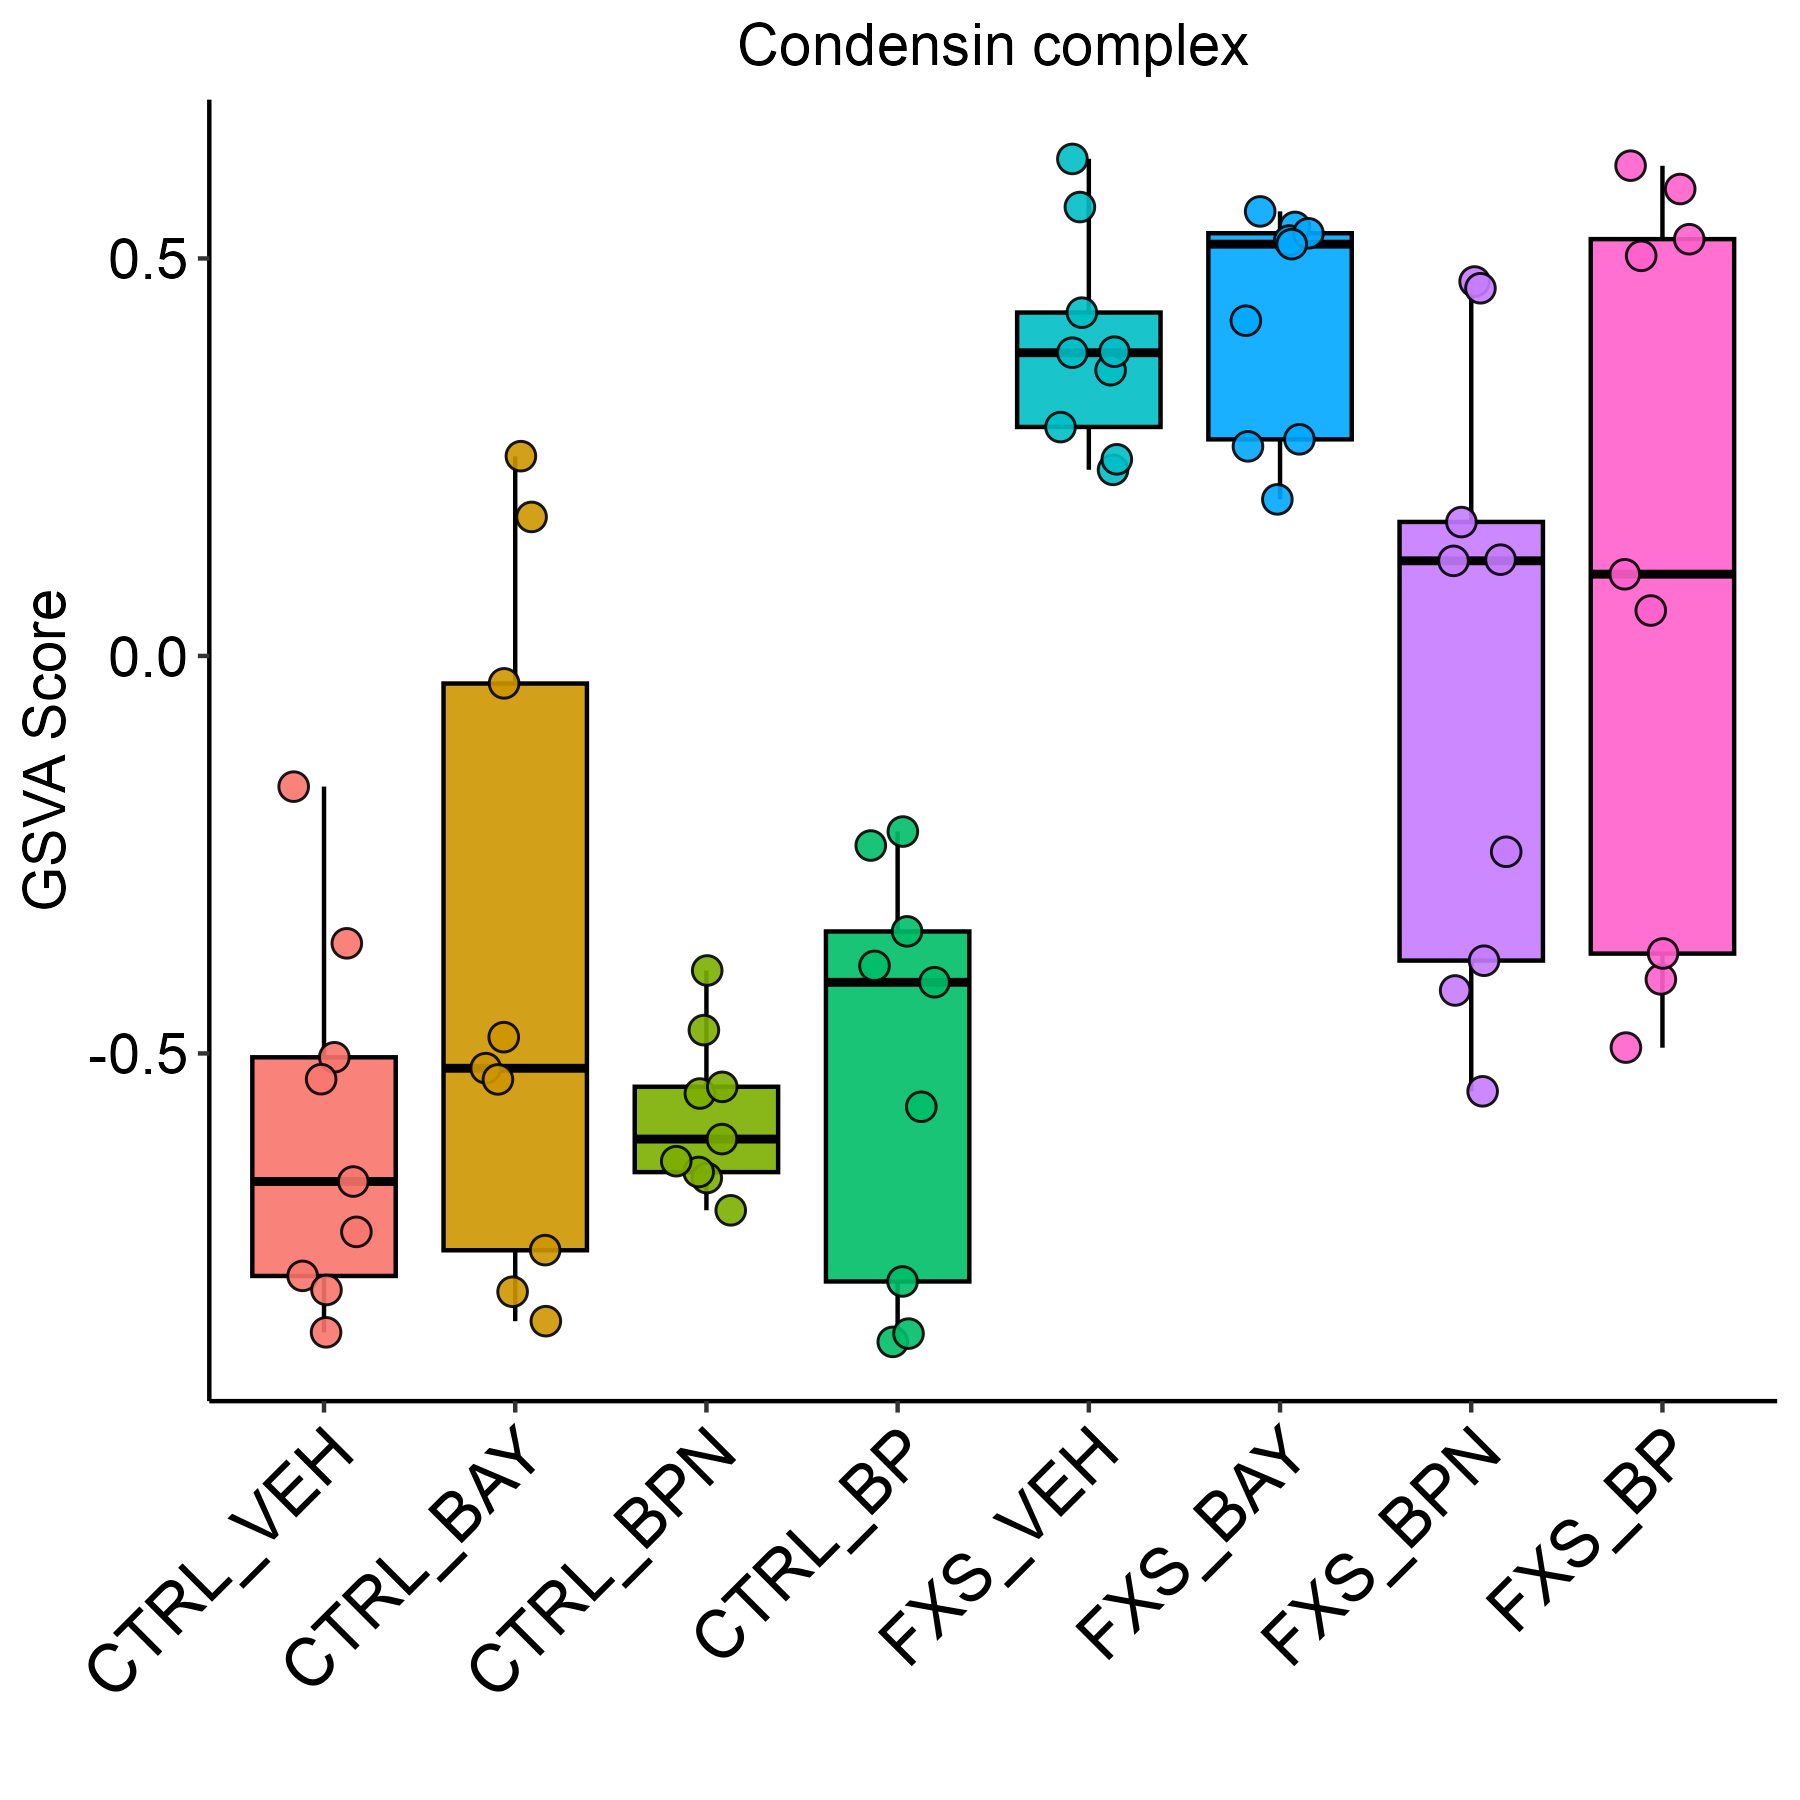 Condensin complex
GSVA Score
0.5
0.0
-0.5
CTRL_VEH
CTRL_BAY
CTRL_BPN
CTRL_BP
FXS_VEH
FXS_BAY
FXS_BPN
FXS_BP